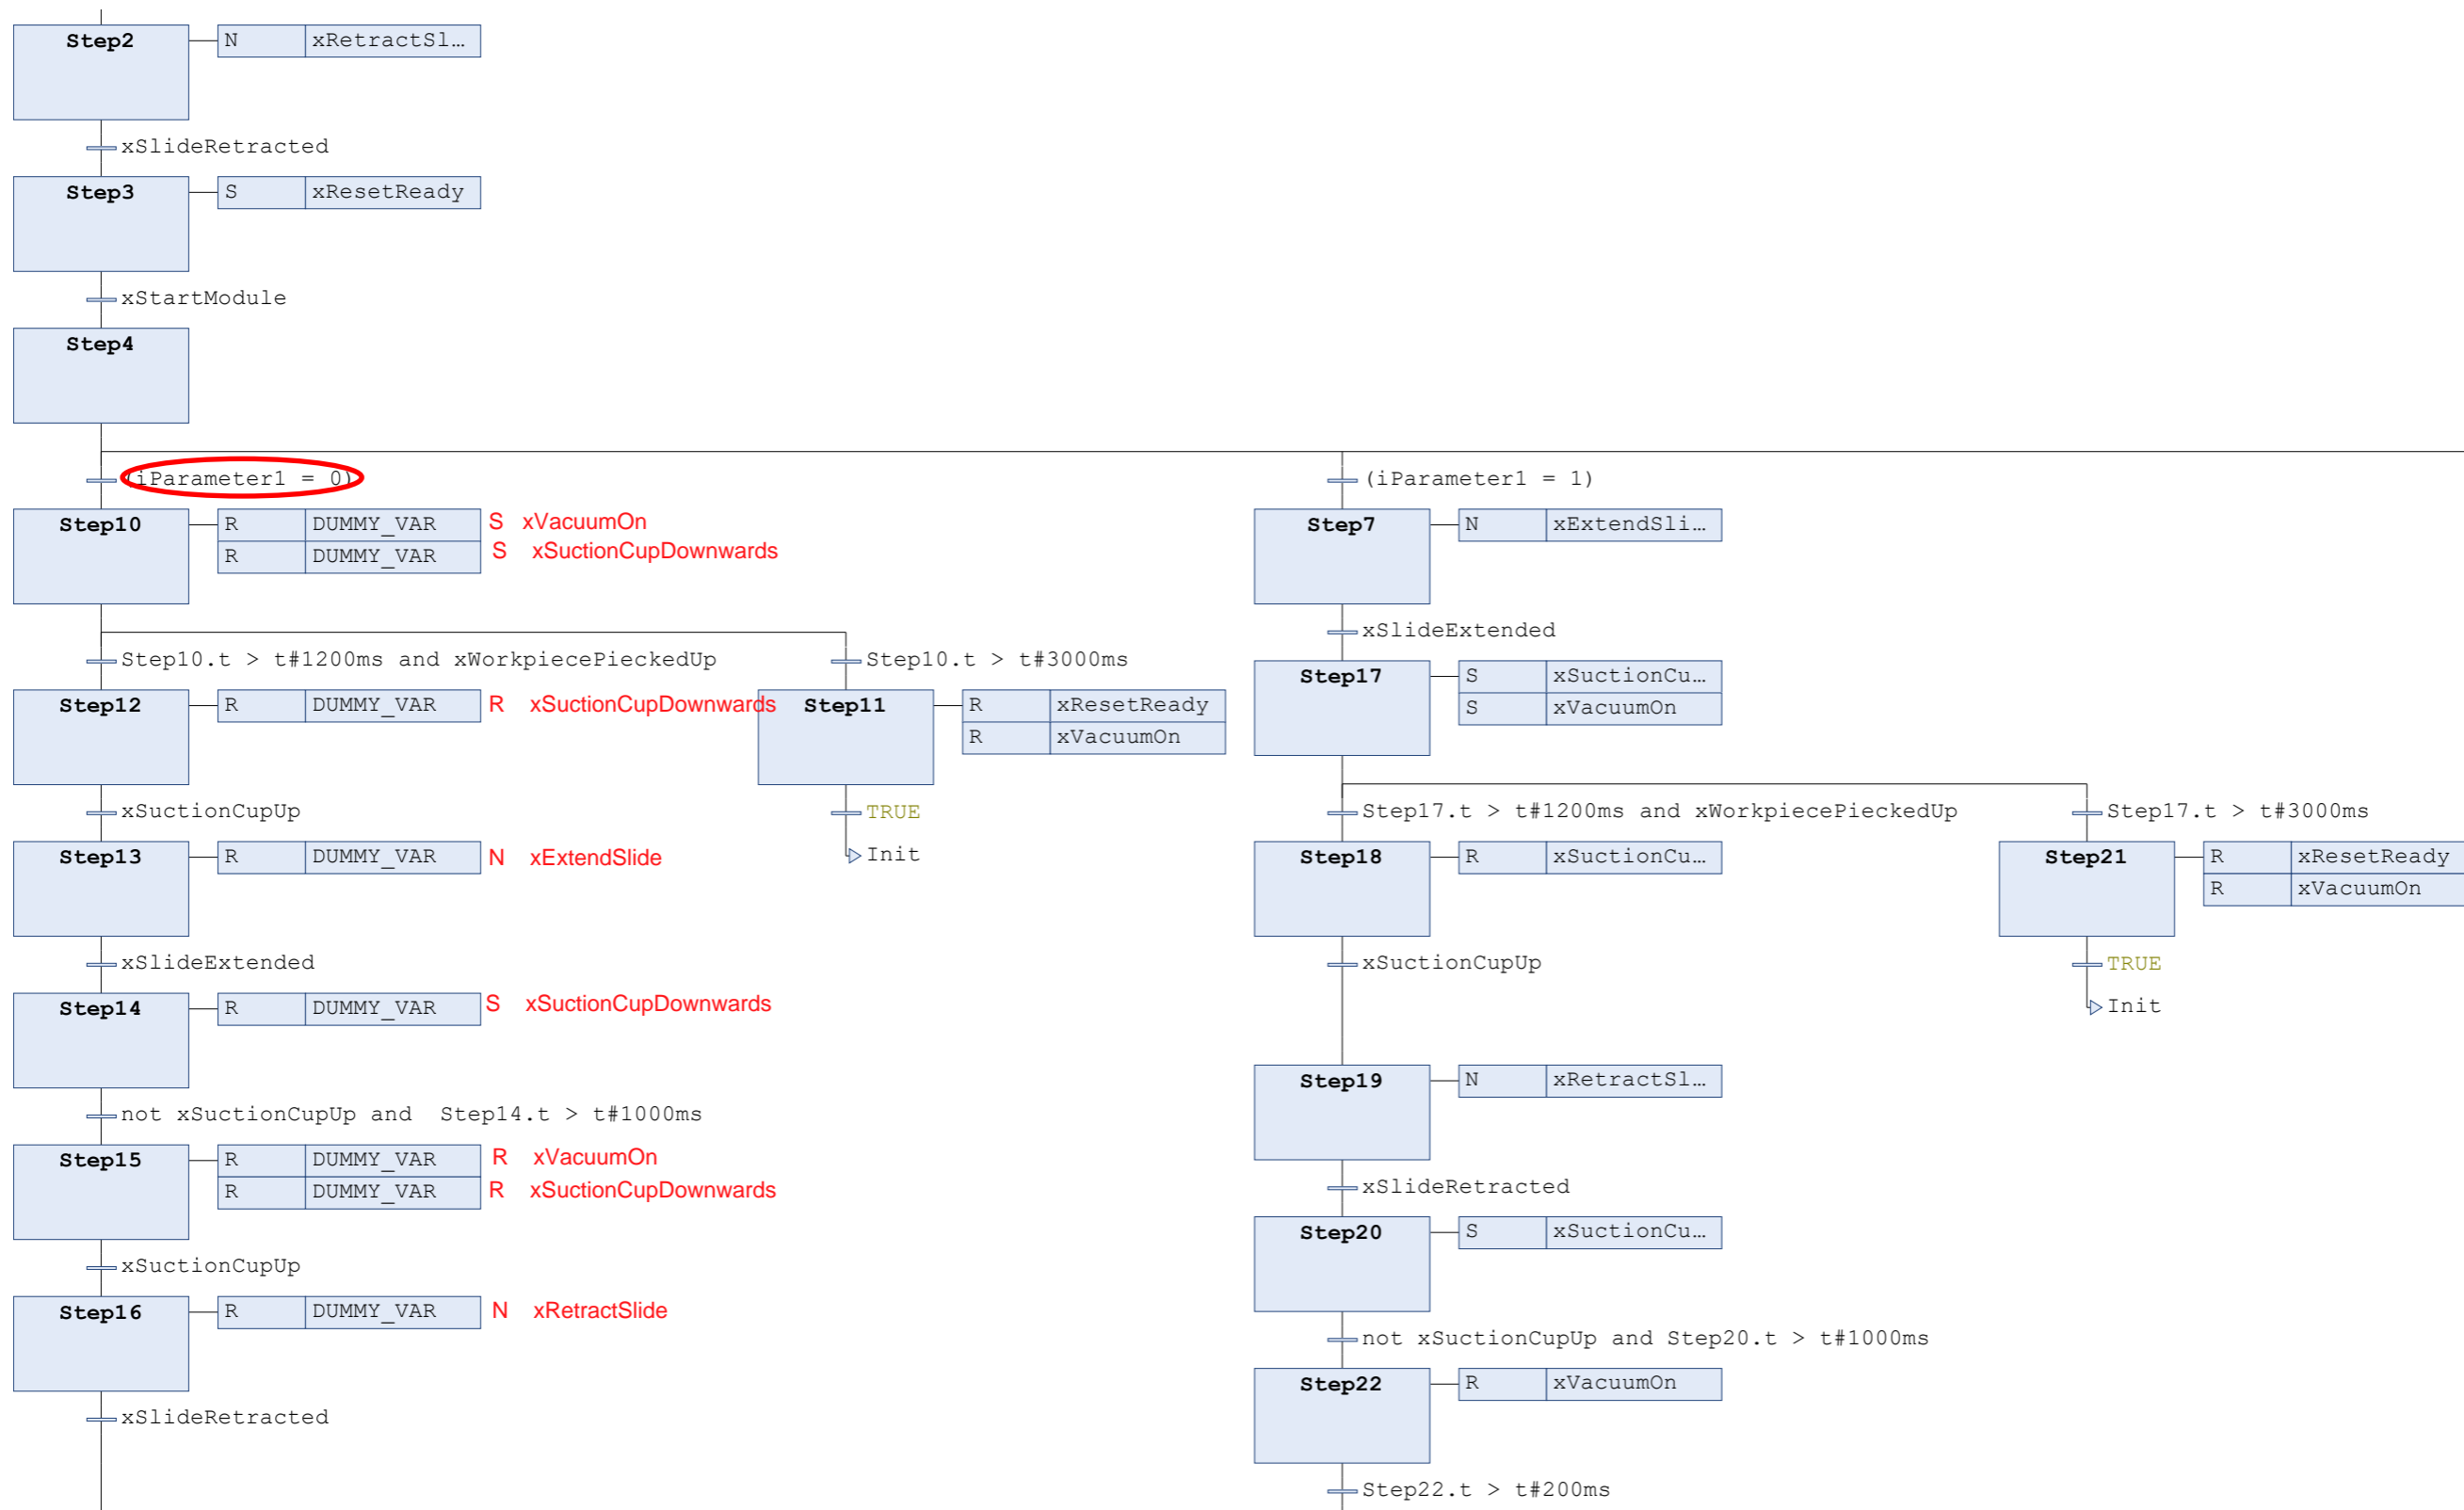 Step2 N xRetractSl…
xSlideRetracted
Step3 S xResetReady
xStartModule
Step4
(iParameter1 = 0)
Step10 R DUMMY_VAR S xVacuumOn
R DUMMY_VAR S xSuctionCupDownwards
Step10.t > t#1200ms and xWorkpiecePieckedUp
Step10.t > t#3000ms
Step12 R DUMMY_VAR R xSuctionCupDownwards
Step11 R xResetReady
R xVacuumOn
xSuctionCupUp
TRUE
Init
Step13 R DUMMY_VAR N xExtendSlide
xSlideExtended
Step14 R DUMMY_VAR S xSuctionCupDownwards
not xSuctionCupUp and  Step14.t > t#1000ms
Step15 R DUMMY_VAR R xVacuumOn
R DUMMY_VAR R xSuctionCupDownwards
xSuctionCupUp
Step16 R DUMMY_VAR N xRetractSlide
xSlideRetracted
(iParameter1 = 1)
Step7 N xExtendSli…
xSlideExtended
Step17 S xSuctionCu…
S xVacuumOn
Step17.t > t#1200ms and xWorkpiecePieckedUp
Step17.t > t#3000ms
Step18 R xSuctionCu…
Step21 R xResetReady
R xVacuumOn
xSuctionCupUp
TRUE
Init
Step19 N xRetractSl…
xSlideRetracted
Step20 S xSuctionCu…
not xSuctionCupUp and Step20.t > t#1000ms
Step22 R xVacuumOn
Step22.t > t#200ms